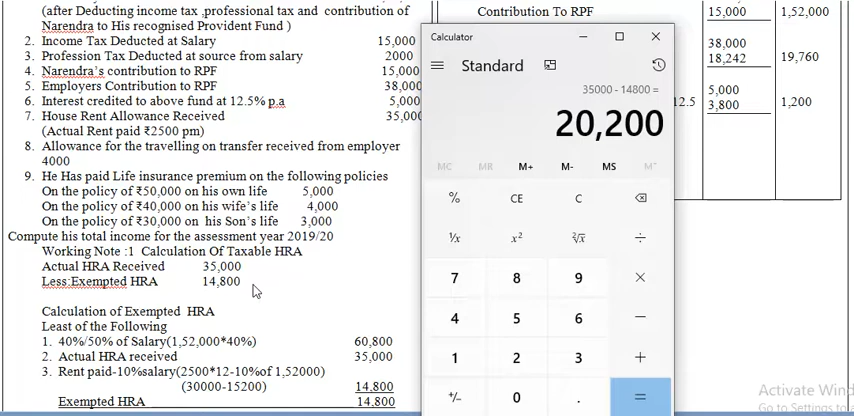 (after Deducting income tax ,professional tax and contribution of
Narendra to His recognised Provident Fund )
2. Income Tax Deducted at Salary 15,000
3. Profession Tax Deducted at source from salary 2000
4. Narendra's contribution to RPF 15,000
5. Employers Contribution to RPF 38,000
6. Interest credited to above fund at 12.5% p.a 5,000
7. House Rent Allowance Received 35,000
(Actual Rent paid ₹2500 pm)
8. Allowance for the travelling on transfer received from employer
4000
9. He Has paid Life insurance premium on the following policies
On the policy of ₹50,000 on his own life 5,000
On the policy of ₹40,000 on his wife's life 4,000
On the policy of ₹30,000 on his Son's life 3,000
Compute his total income for the assessment year 2019/20
Working Note :1 Calculation Of Taxable HRA
Actual HRA Received 35,000
Less:Exempted HRA 14,800
Calculation of Exempted HRA
Least of the Following
1. 40%/50% of Salary(1,52,000*40%) 60,800
2. Actual HRA received 35,000
3. Rent paid-10%salary(2500*12-10%of 1,52000)
(30000-15200) 14,800
Exempted HRA 14,800
Contribution To RPF 15,000 1,52,000
38,000
18,242 19,760
5,000
12.5 3,800 1,200
Calculator
Standard
35000 - 14800 =
20,200
MC MR M+ M- MS M˅
% CE C
¹/x x² ²√x ÷
7 8 9 ×
4 5 6 −
1 2 3 +
+/− 0 . =
Activate Wind
Go to Settings to a